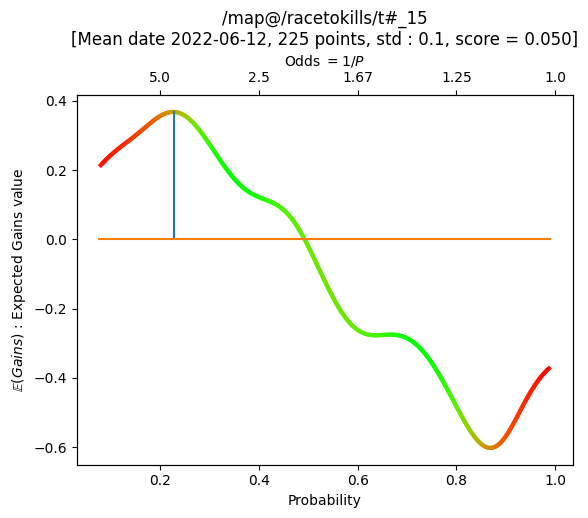 /map@/racetokills/t#_15
[Mean date 2022-06-12, 225 points, std : 0.1, score = 0.050]
Odds = 1/P
5.0 2.5 1.67 1.25 1.0
0.4
0.2
0.0
−0.2
−0.4
−0.6
𝔼(Gains) : Expected Gains value
0.2 0.4 0.6 0.8 1.0
Probability